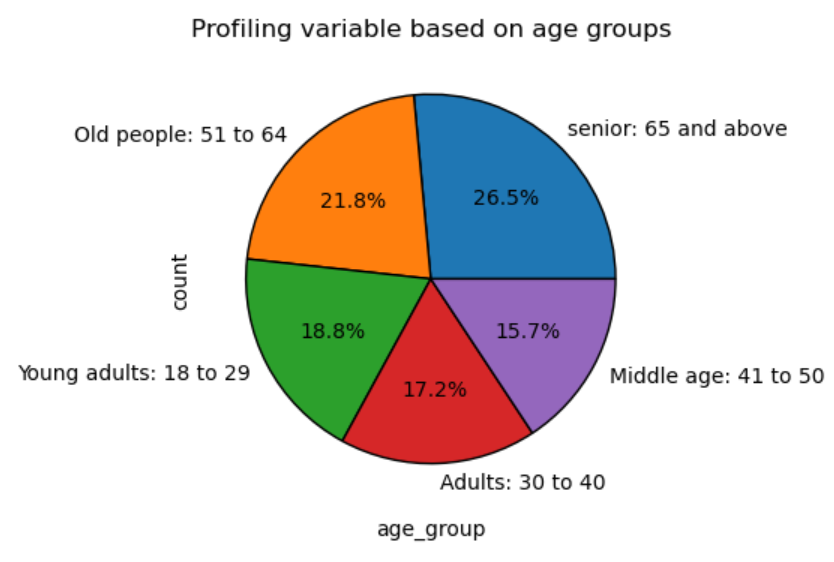 Profiling variable based on age groups
Old people: 51 to 64
senior: 65 and above
21.8%
26.5%
count
18.8%
15.7%
Young adults: 18 to 29
Middle age: 41 to 50
17.2%
Adults: 30 to 40
age_group